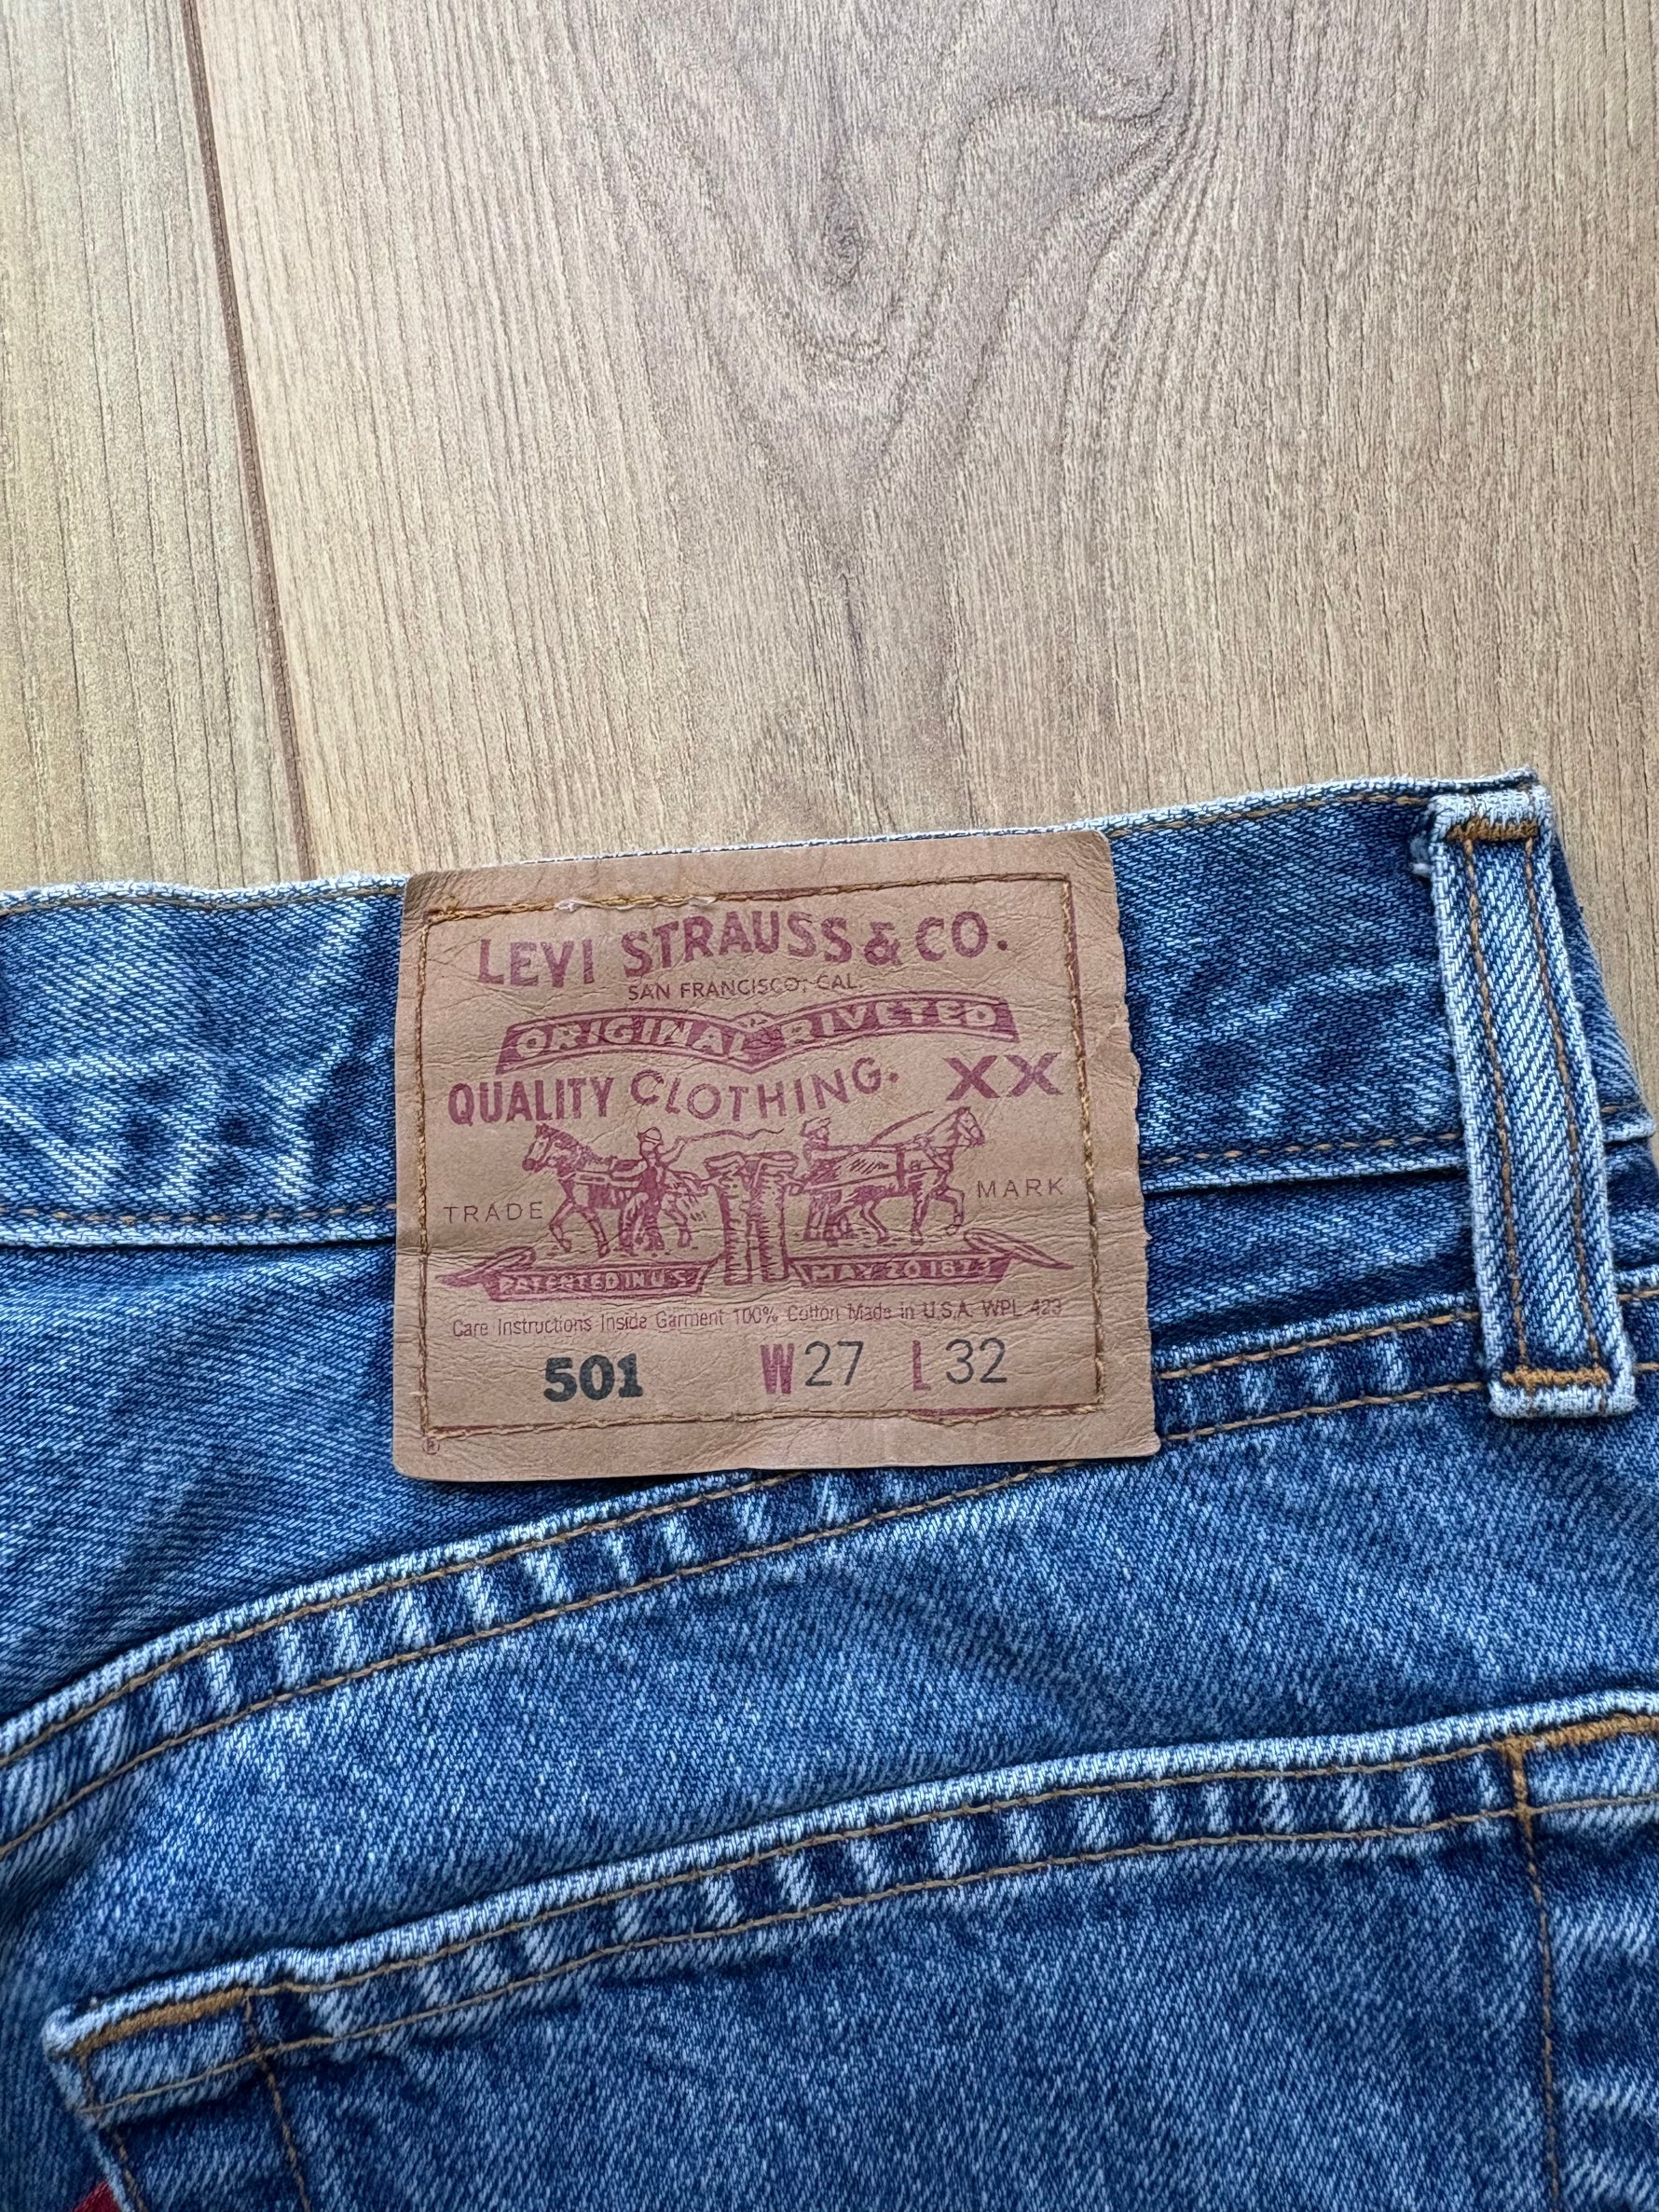 LEVI STRAUSS & CO.
SAN FRANCISCO, CAL.
ORIGINAL RIVETED
QUALITY CLOTHING. XX
TRADE MARK
PATENTED IN U.S. MAY 20 1873
Care Instructions Inside Garment 100% Cotton Made in U.S.A. WPL 423
501 W27 L32
®